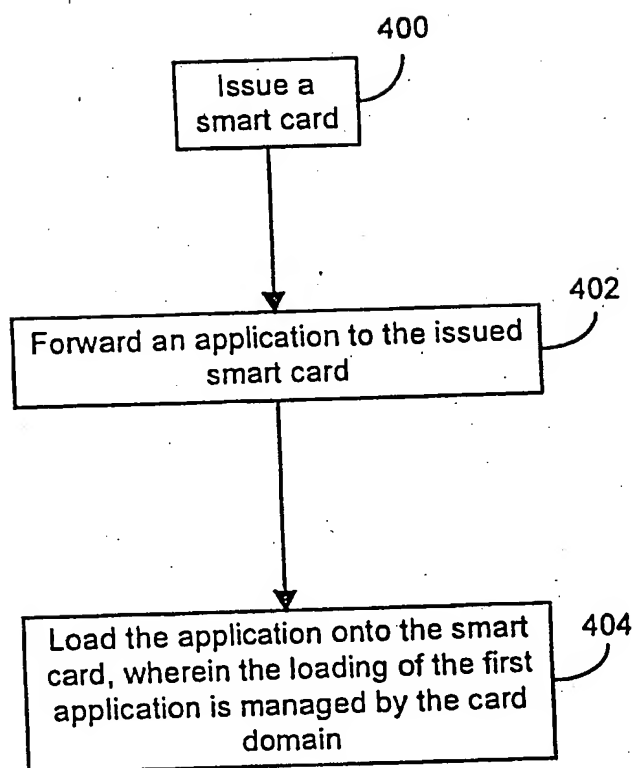 400
Issue a
smart card
402
Forward an application to the issued
smart card
404
Load the application onto the smart
card, wherein the loading of the first
application is managed by the card
domain